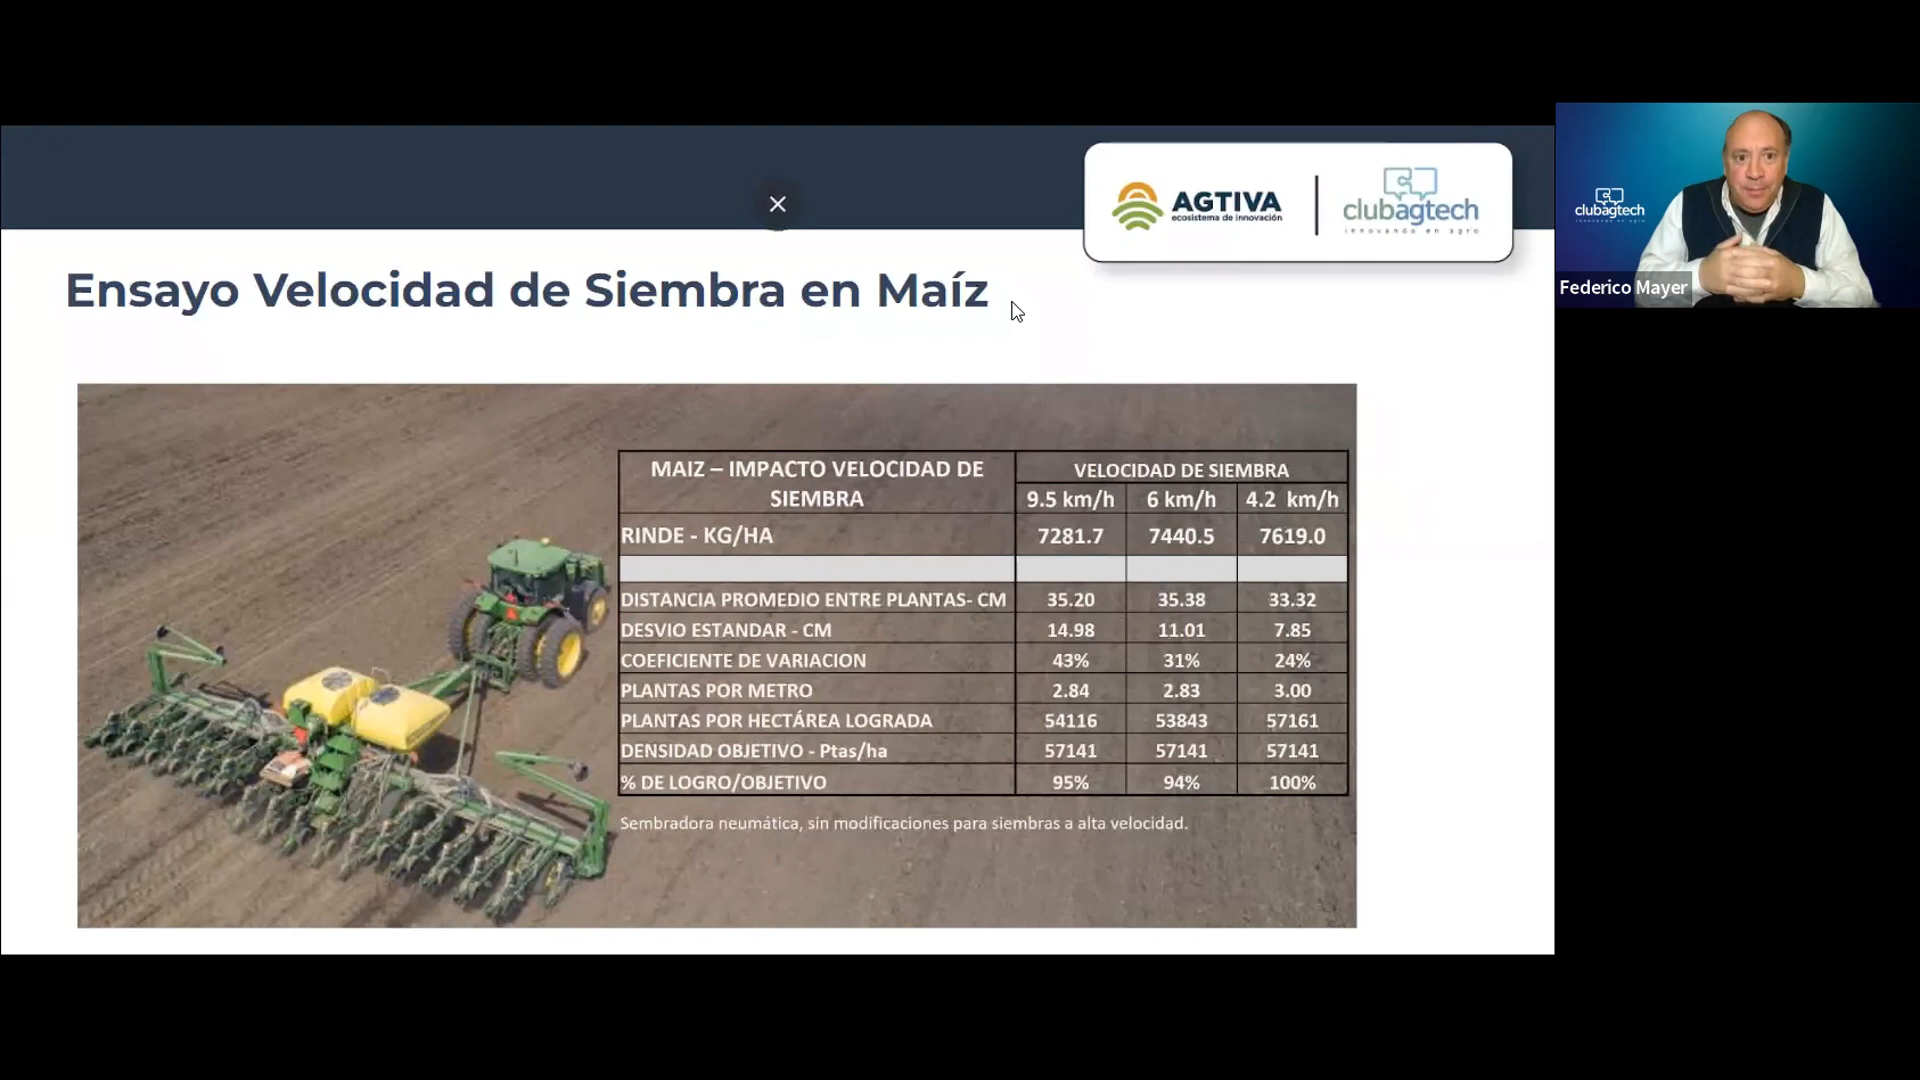 AGTIVA
ecosistema de innovación
clubagtech
innovando en agro
clubagtech
Federico Mayer
Ensayo Velocidad de Siembra en Maíz
MAIZ – IMPACTO VELOCIDAD DE
SIEMBRA
VELOCIDAD DE SIEMBRA
9.5 km/h 6 km/h 4.2 km/h
RINDE - KG/HA 7281.7 7440.5 7619.0
DISTANCIA PROMEDIO ENTRE PLANTAS- CM 35.20 35.38 33.32
DESVIO ESTANDAR - CM 14.98 11.01 7.85
COEFICIENTE DE VARIACION 43% 31% 24%
PLANTAS POR METRO 2.84 2.83 3.00
PLANTAS POR HECTÁREA LOGRADA 54116 53843 57161
DENSIDAD OBJETIVO - Ptas/ha 57141 57141 57141
% DE LOGRO/OBJETIVO 95% 94% 100%
Sembradora neumática, sin modificaciones para siembras a alta velocidad.